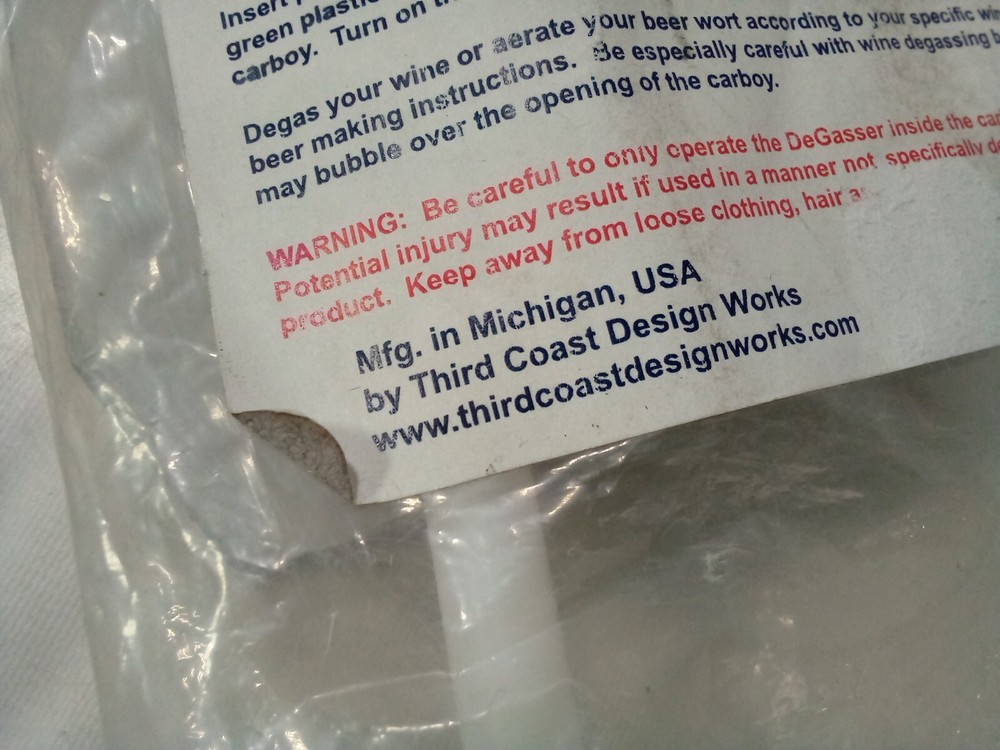 Insert
green plastic
carboy. Turn on
Degas your wine or aerate your beer wort according to your specific
beer making instructions. Be especially careful with wine degassing
may bubble over the opening of the carboy.
WARNING: Be careful to only operate the DeGasser inside the
Potential injury may result if used in a manner not specifically
product. Keep away from loose clothing, hair
Mfg. in Michigan, USA
by Third Coast Design Works
www.thirdcoastdesignworks.com